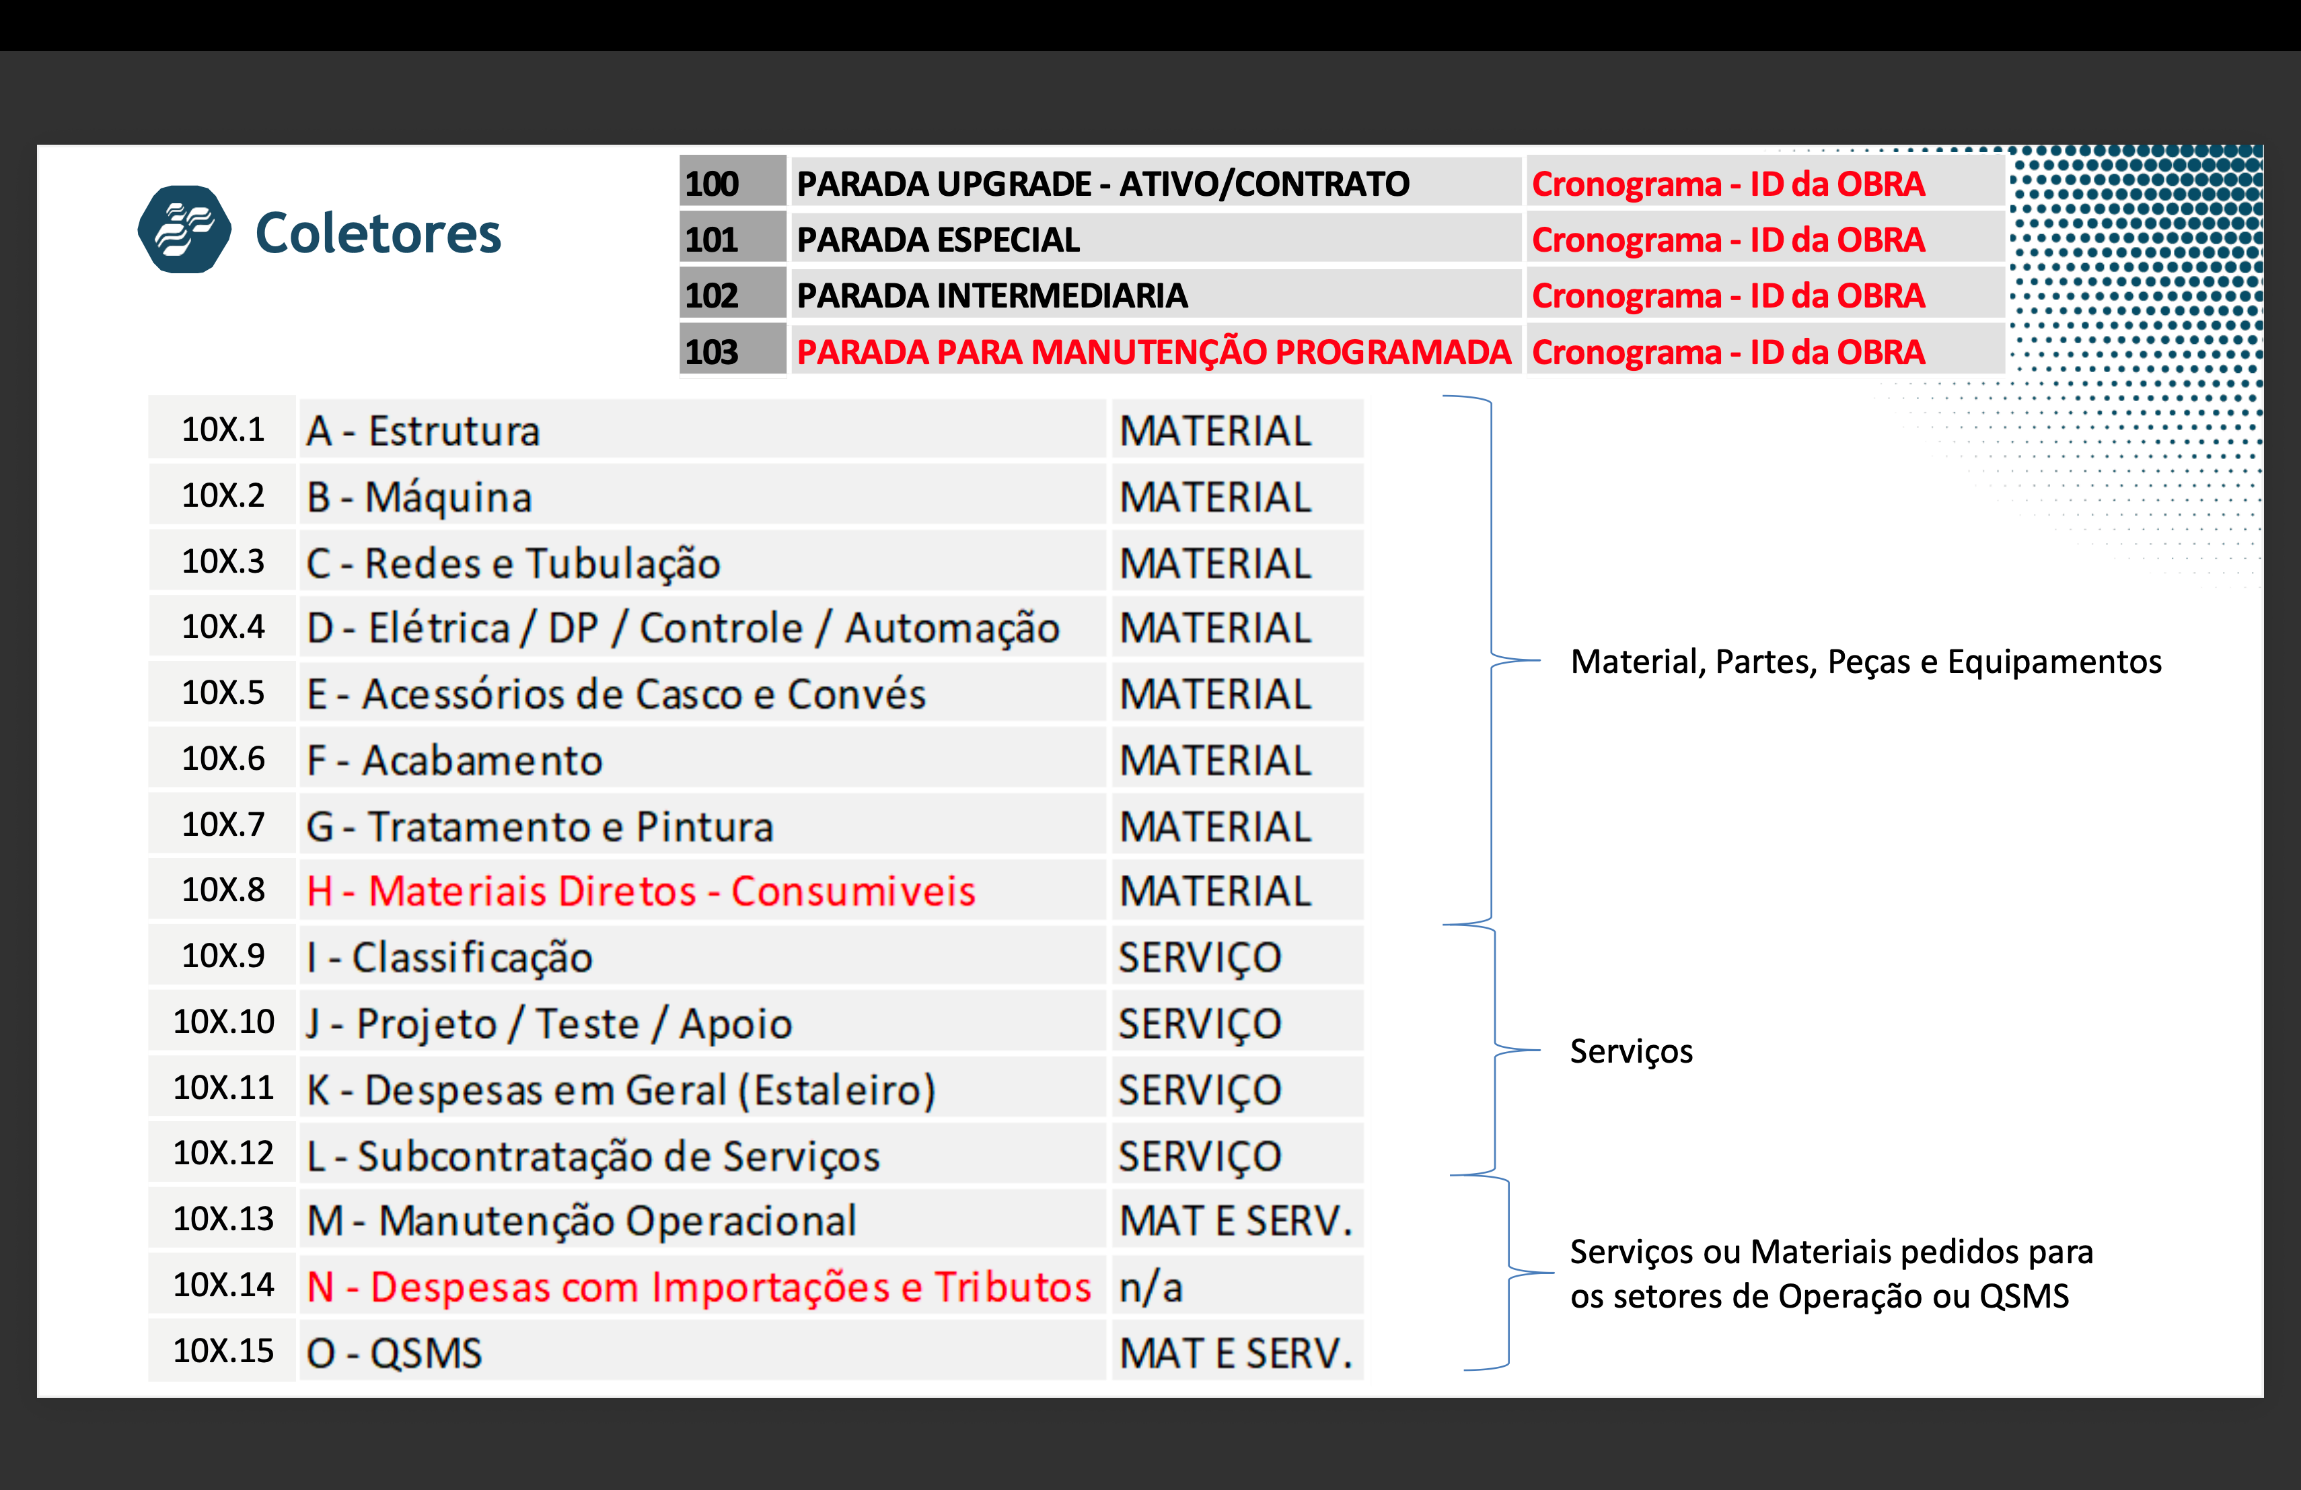 Coletores
100 PARADA UPGRADE - ATIVO/CONTRATO Cronograma - ID da OBRA
101 PARADA ESPECIAL Cronograma - ID da OBRA
102 PARADA INTERMEDIARIA Cronograma - ID da OBRA
103 PARADA PARA MANUTENÇÃO PROGRAMADA Cronograma - ID da OBRA
10X.1 A - Estrutura MATERIAL
10X.2 B - Máquina MATERIAL
10X.3 C - Redes e Tubulação MATERIAL
10X.4 D - Elétrica / DP / Controle / Automação MATERIAL
10X.5 E - Acessórios de Casco e Convés MATERIAL
10X.6 F - Acabamento MATERIAL
10X.7 G - Tratamento e Pintura MATERIAL
10X.8 H - Materiais Diretos - Consumiveis MATERIAL
Material, Partes, Peças e Equipamentos
10X.9 I - Classificação SERVIÇO
10X.10 J - Projeto / Teste / Apoio SERVIÇO
10X.11 K - Despesas em Geral (Estaleiro) SERVIÇO
10X.12 L - Subcontratação de Serviços SERVIÇO
Serviços
10X.13 M - Manutenção Operacional MAT E SERV.
10X.14 N - Despesas com Importações e Tributos n/a
10X.15 O - QSMS MAT E SERV.
Serviços ou Materiais pedidos para
os setores de Operação ou QSMS